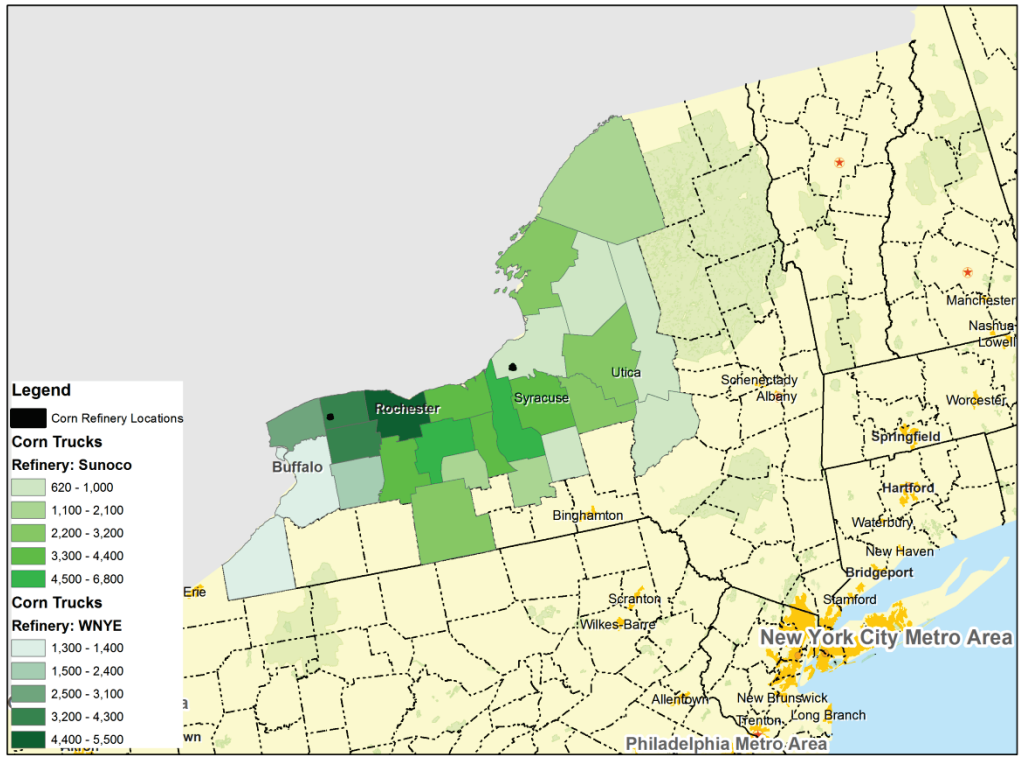 Manchester
Nashua
Lowell
Utica
Schenectady
Albany
Worcester
Syracuse
Rochester
Springfield
Buffalo
Hartford
Binghamton
Waterbury
New Haven
Bridgeport
Erie
Scranton
Stamford
Wilkes-Barre
New York City Metro Area
Allentown
New Brunswick
Long Branch
Trenton
Philadelphia Metro Area
Legend
Corn Refinery Locations
Corn Trucks
Refinery: Sunoco
620 - 1,000
1,100 - 2,100
2,200 - 3,200
3,300 - 4,400
4,500 - 6,800
Corn Trucks
Refinery: WNYE
1,300 - 1,400
1,500 - 2,400
2,500 - 3,100
3,200 - 4,300
4,400 - 5,500